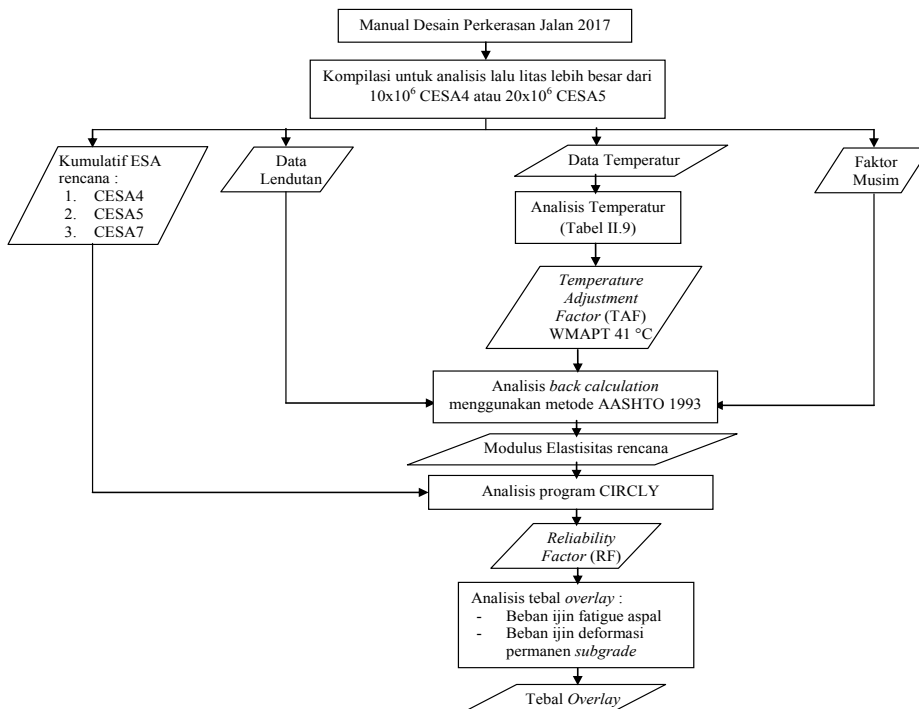 Manual Desain Perkerasan Jalan 2017
Kompilasi untuk analisis lalu litas lebih besar dari
10x10⁶ CESA4 atau 20x10⁶ CESA5
Kumulatif ESA
rencana :
1. CESA4
2. CESA5
3. CESA7
Data
Lendutan
Data Temperatur
Faktor
Musim
Analisis Temperatur
(Tabel II.9)
Temperature
Adjustment
Factor (TAF)
WMAPT 41 °C
Analisis back calculation
menggunakan metode AASHTO 1993
Modulus Elastisitas rencana
Analisis program CIRCLY
Reliability
Factor (RF)
Analisis tebal overlay :
- Beban ijin fatigue aspal
- Beban ijin deformasi
permanen subgrade
Tebal Overlay